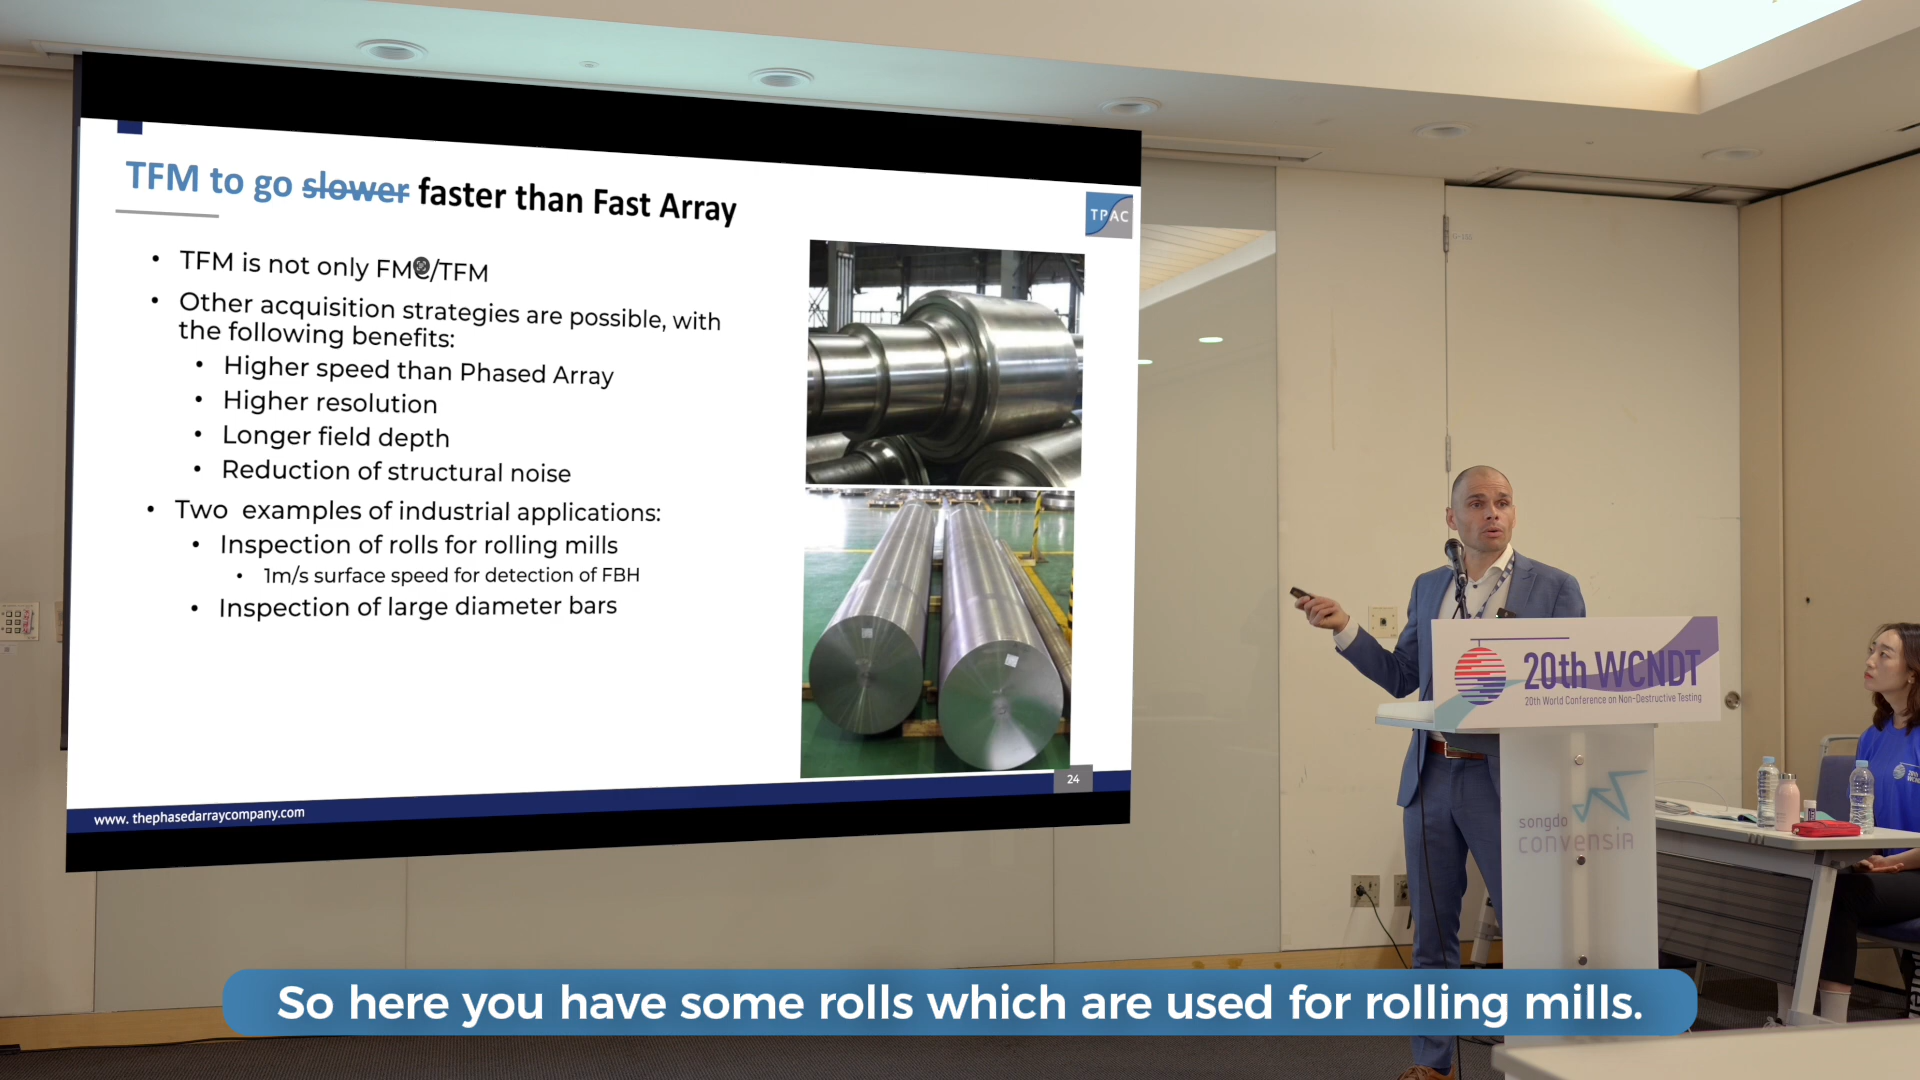 TFM to go slower faster than Fast Array
TPAC
• TFM is not only FMC/TFM
• Other acquisition strategies are possible, with
the following benefits:
• Higher speed than Phased Array
• Higher resolution
• Longer field depth
• Reduction of structural noise
• Two examples of industrial applications:
• Inspection of rolls for rolling mills
• 1m/s surface speed for detection of FBH
• Inspection of large diameter bars
24
www. thephasedarraycompany.com
20th WCNDT
20th World Conference on Non-Destructive Testing
songdo
convensia
So here you have some rolls which are used for rolling mills.